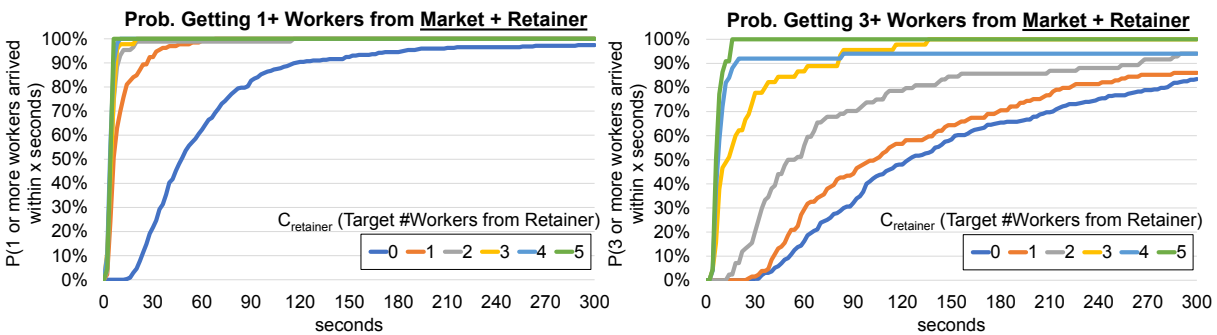 Prob. Getting 1+ Workers from Market + Retainer
P(1 or more workers arrived
within x seconds)
100%
90%
80%
70%
60%
50%
40%
30%
20%
10%
0%
C_retainer (Target #Workers from Retainer)
0 1 2 3 4 5
0 30 60 90 120 150 180 210 240 270 300
seconds
Prob. Getting 3+ Workers from Market + Retainer
P(3 or more workers arrived
within x seconds)
100%
90%
80%
70%
60%
50%
40%
30%
20%
10%
0%
C_retainer (Target #Workers from Retainer)
0 1 2 3 4 5
0 30 60 90 120 150 180 210 240 270 300
seconds